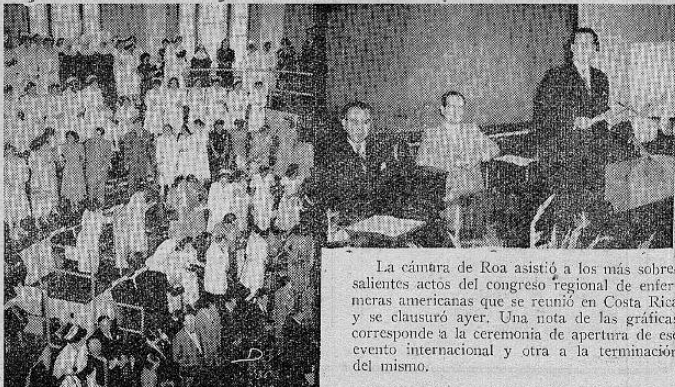 La cámara de Roa asistió a los más sobre-
salientes actos del congreso regional de enfer-
meras americanas que se reunió en Costa Rica
y se clausuró ayer. Una nota de las gráficas
corresponde a la ceremonia de apertura de ese
evento internacional y otra a la terminación
del mismo.